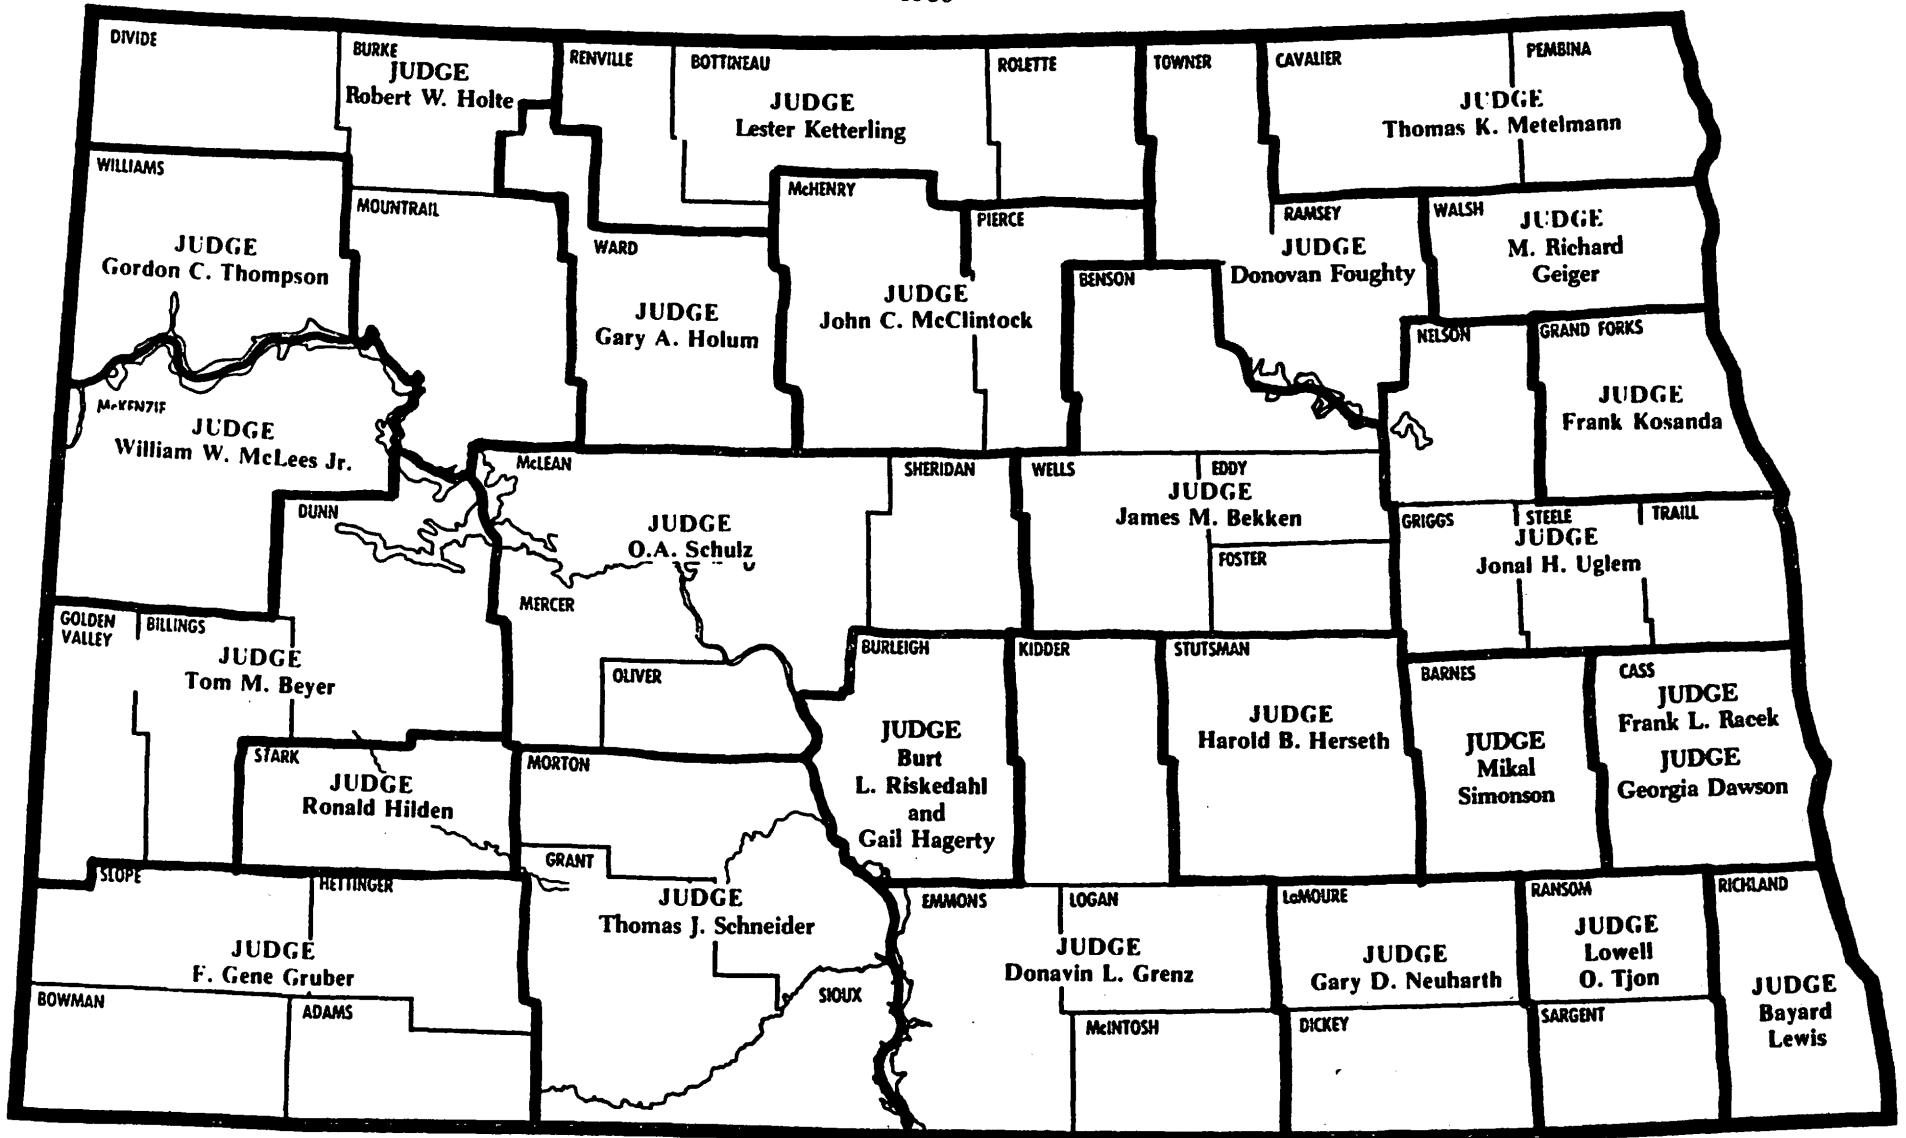 DIVIDE
BURKE
JUDGE
Robert W. Holte
RENVILLE
BOTTINEAU
JUDGE
Lester Ketterling
ROLETTE
TOWNER
CAVALIER
PEMBINA
JUDGE
Thomas K. Metelmann
WILLIAMS
JUDGE
Gordon C. Thompson
MOUNTRAIL
WARD
JUDGE
Gary A. Holum
McHENRY
PIERCE
JUDGE
John C. McClintock
BENSON
RAMSEY
JUDGE
Donovan Foughty
WALSH
JUDGE
M. Richard
Geiger
NELSON
GRAND FORKS
JUDGE
Frank Kosanda
McKENZIE
JUDGE
William W. McLees Jr.
DUNN
McLEAN
JUDGE
O.A. Schulz
SHERIDAN
WELLS
EDDY
JUDGE
James M. Bekken
FOSTER
GRIGGS
STEELE
TRAILL
JUDGE
Jonal H. Uglem
MERCER
OLIVER
GOLDEN
VALLEY
BILLINGS
JUDGE
Tom M. Beyer
STARK
JUDGE
Ronald Hilden
MORTON
BURLEIGH
JUDGE
Burt
L. Riskedahl
and
Gail Hagerty
KIDDER
STUTSMAN
JUDGE
Harold B. Herseth
BARNES
JUDGE
Mikal
Simonson
CASS
JUDGE
Frank L. Racek
JUDGE
Georgia Dawson
SLOPE
HETTINGER
JUDGE
F. Gene Gruber
BOWMAN
ADAMS
GRANT
JUDGE
Thomas J. Schneider
SIOUX
EMMONS
LOGAN
JUDGE
Donavin L. Grenz
McINTOSH
LaMOURE
JUDGE
Gary D. Neuharth
DICKEY
RANSOM
JUDGE
Lowell
O. Tjon
SARGENT
RICHLAND
JUDGE
Bayard
Lewis